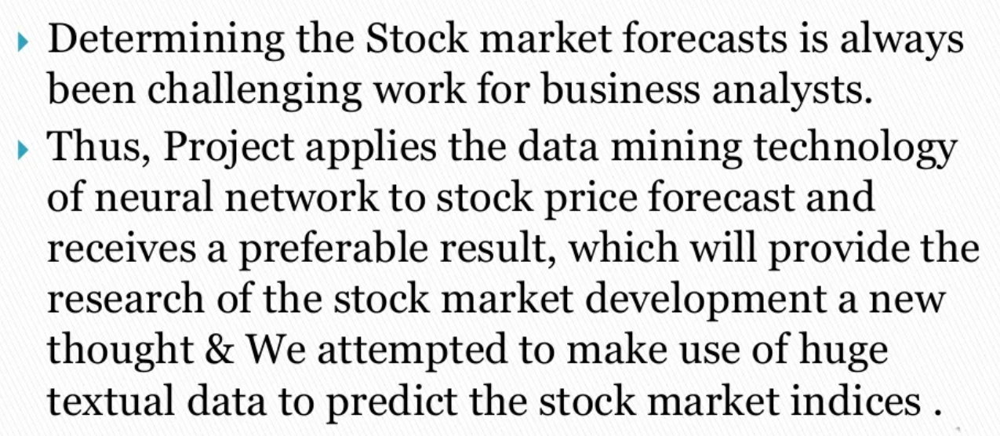 Determining the Stock market forecasts is always
been challenging work for business analysts.
Thus, Project applies the data mining technology
of neural network to stock price forecast and
receives a preferable result, which will provide the
research of the stock market development a new
thought & We attempted to make use of huge
textual data to predict the stock market indices .